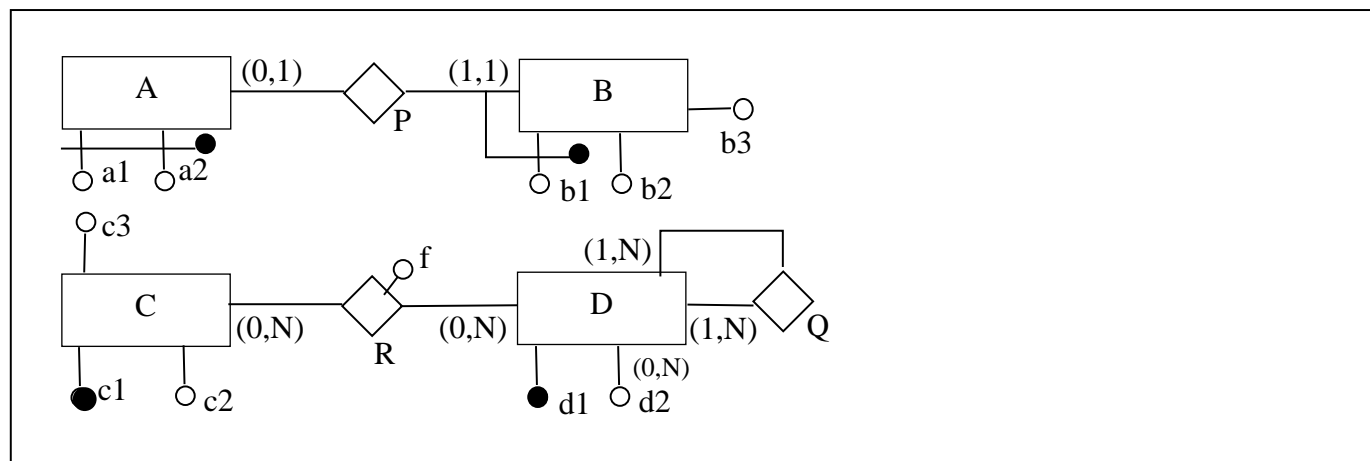 A (0,1) P (1,1) B b3
a1 a2 b1 b2
c3 f (1,N)
C (0,N) R (0,N) D (1,N) Q
c1 c2 d1 d2 (0,N)